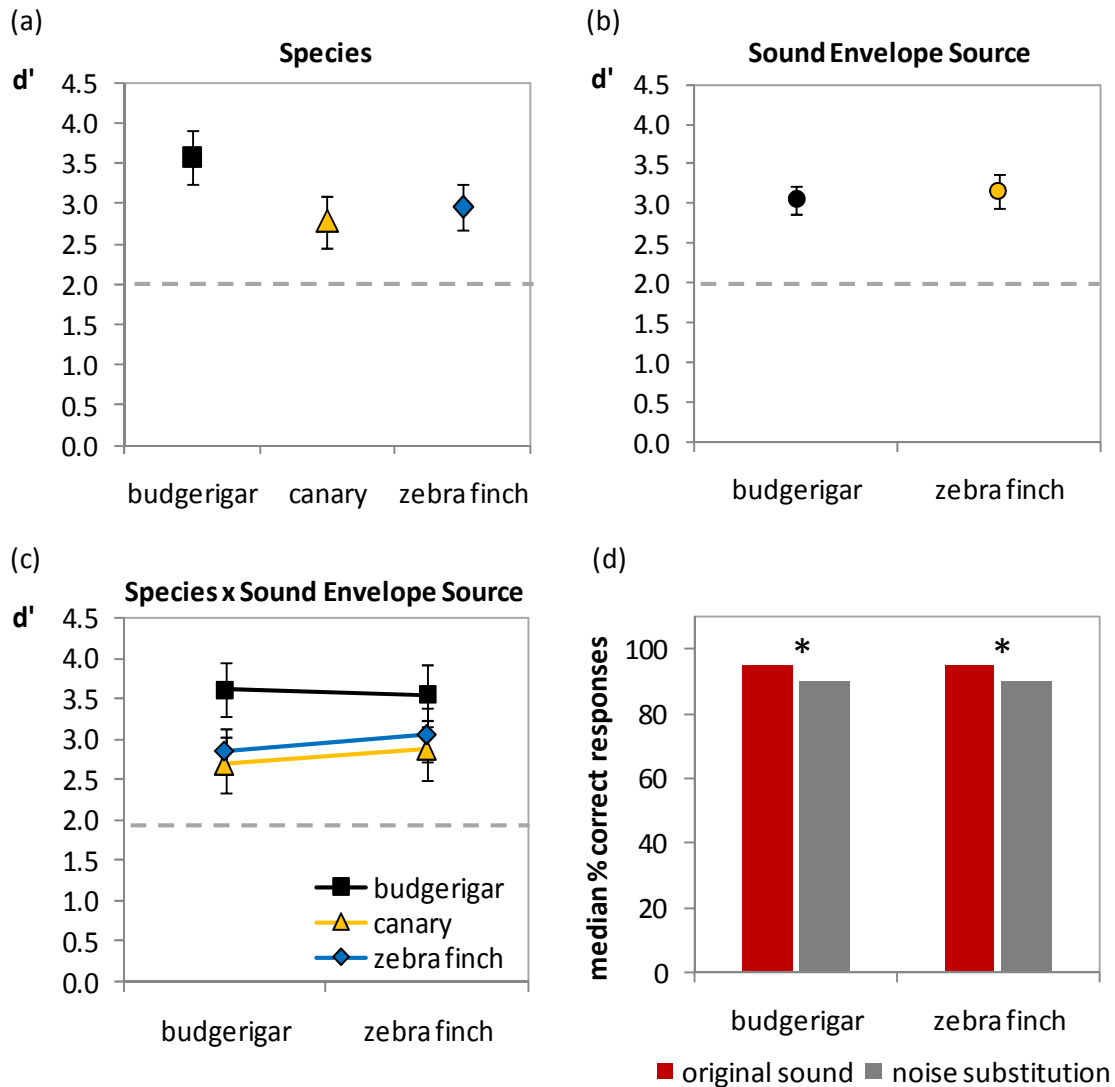 (a)
Species
d'
4.5
4.0
3.5
3.0
2.5
2.0
1.5
1.0
0.5
0.0
budgerigar canary zebra finch
(b)
Sound Envelope Source
d'
4.5
4.0
3.5
3.0
2.5
2.0
1.5
1.0
0.5
0.0
budgerigar zebra finch
(c)
Species x Sound Envelope Source
d'
4.5
4.0
3.5
3.0
2.5
2.0
1.5
1.0
0.5
0.0
budgerigar
canary
zebra finch
budgerigar zebra finch
(d)
median % correct responses
100
80
60
40
20
0
* *
budgerigar zebra finch
original sound noise substitution